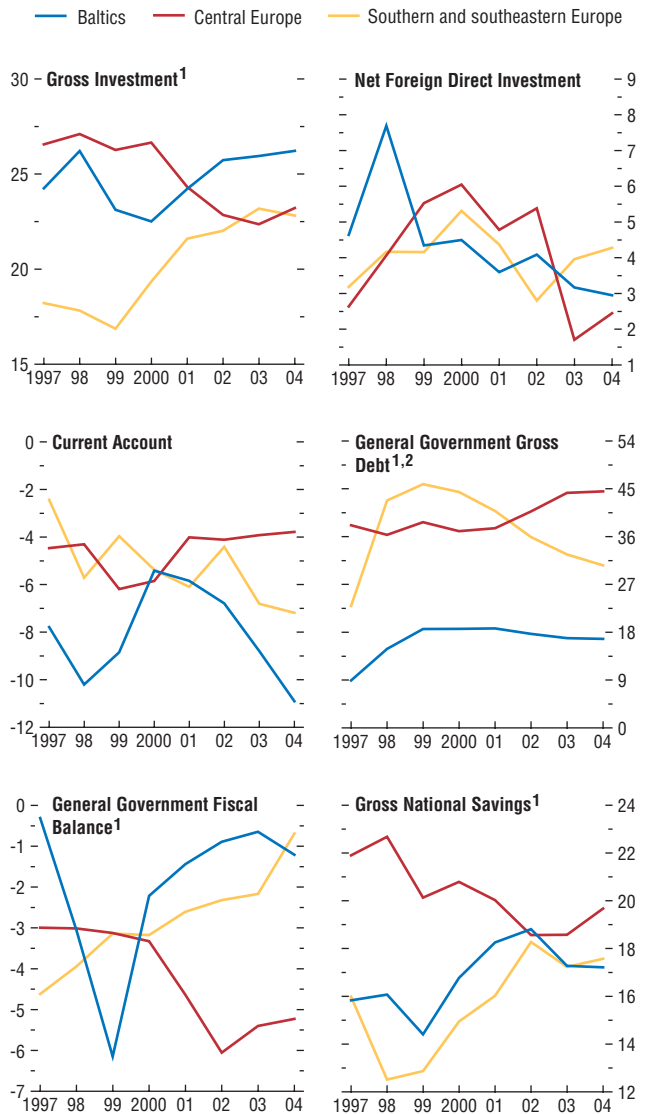 Baltics Central Europe Southern and southeastern Europe
Gross Investment1
30
25
20
15
1997 98 99 2000 01 02 03 04
Net Foreign Direct Investment
9
8
7
6
5
4
3
2
1
1997 98 99 2000 01 02 03 04
Current Account
0
-2
-4
-6
-8
-10
-12
1997 98 99 2000 01 02 03 04
General Government Gross
Debt1,2
54
45
36
27
18
9
0
1997 98 99 2000 01 02 03 04
General Government Fiscal
Balance1
0
-1
-2
-3
-4
-5
-6
-7
1997 98 99 2000 01 02 03 04
Gross National Savings1
24
22
20
18
16
14
12
1997 98 99 2000 01 02 03 04